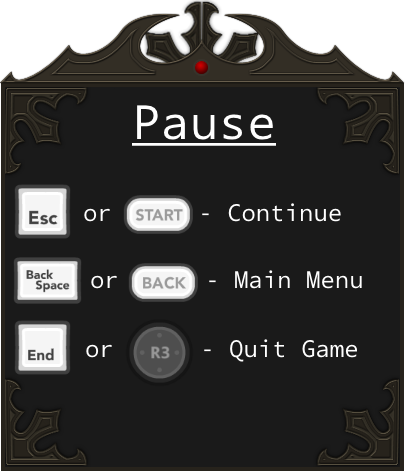 Pause
Esc or START - Continue
Back Space or BACK - Main Menu
End or R3 - Quit Game